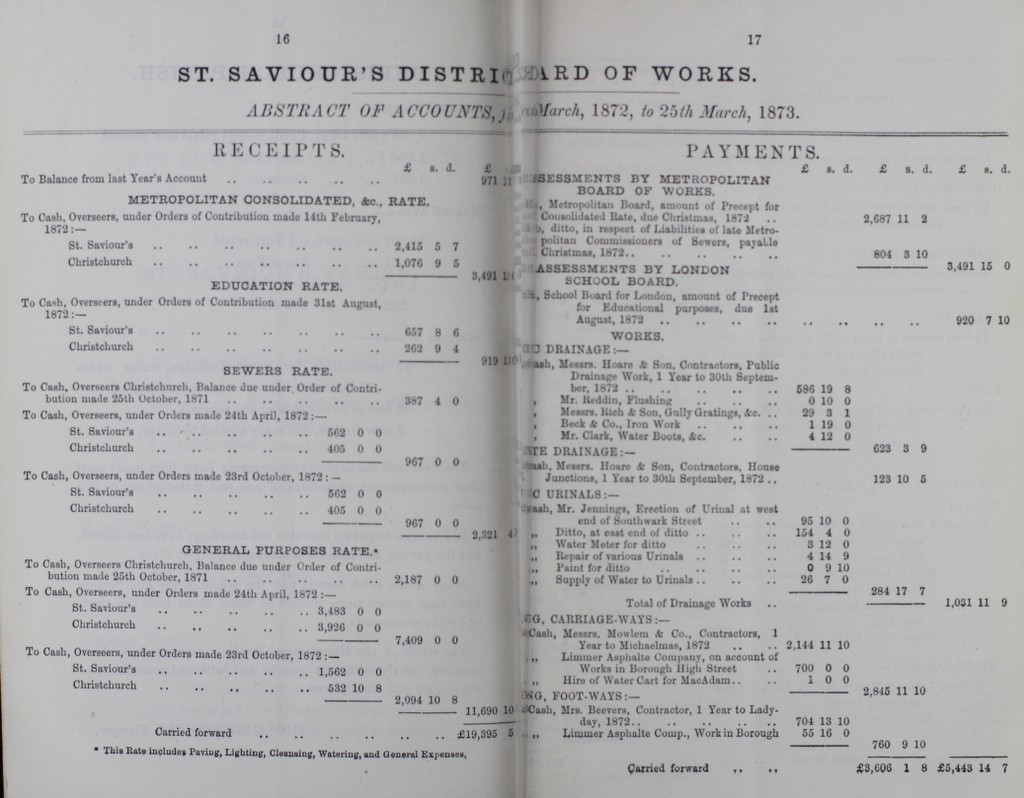 16
ST. SAVIOUR'S DISTRI
ABSTRACT OF ACCOUNTS,
RECEIPTS.
£ s. d. £
To Balance from last Year's Account .. .. .. .. .. 971
METROPOLITAN CONSOLIDATED, &c., RATE.
To Cash, Overseers, under Orders of Contribution made 14th February,
1872:—
St. Saviour's .. .. .. .. .. .. .. .. 2,415 5 7
Christchurch .. .. .. .. .. .. .. .. 1,076 9 5
3,491
EDUCATION RATE.
To Cash, Overseers, under Orders of Contribution made 31st August,
1872:—
St. Saviour's .. .. .. .. .. .. .. .. 657 8 6
Christchurch .. .. .. .. .. .. .. .. 262 9 4
919
SEWERS RATE.
To Cash, Overseers Christchurch, Balance due under Order of Contri-
bution made 25th October, 1871 .. .. .. .. .. 387 4 0
To Cash, Overseers, under Orders made 24th April, 1872:—
St. Saviour's .. .. .. .. .. .. 562 0 0
Christchurch .. .. .. .. .. .. 405 0 0
967 0 0
To Cash, Overseers, under Orders made 23rd October, 1872:—
St. Saviour's .. .. .. .. .. .. 562 0 0
Christchurch .. .. .. .. .. .. 405 0 0
967 0 0
2,321 4
GENERAL PURPOSES RATE.*
To Cash, Overseers Christchurch, Balance due under Order of Contri-
bution made 25th October, 1871 .. .. .. .. .. 2,187 0 0
To Cash, Overseers, under Orders made 24th April, 1872:—
St. Saviour's .. .. .. .. .. .. 3,483 0 0
Christchurch .. .. .. .. .. .. 3,926 0 0
7,409 0 0
To Cash, Overseers, under Orders made 23rd October, 1872:—
St. Saviour's .. .. .. .. .. .. 1,562 0 0
Christchurch .. .. .. .. .. .. 532 10 8
2,094 10 8
11,690 10
Carried forward .. .. .. .. .. .. £19,395 5
* This Rate includes Paving, Lighting, Cleansing, Watering, and General Expenses.
17
ARD OF WORKS.
March, 1872, to 25th March, 1873.
PAYMENTS.
£ s. d. £ s. d. £ s. d.
SESSMENTS BY METROPOLITAN
BOARD OF WORKS.
, Metropolitan Board, amount of Precept for
Consolidated Rate, due Christmas, 1872 .. 2,687 11 2
, ditto, in respect of Liabilities of late Metro-
politan Commissioners of Sewers, payable
Christmas, 1872.. .. .. .. .. .. 804 3 10
3,491 15 0
ASSESSMENTS BY LONDON
SCHOOL BOARD.
, School Board for London, amount of Precept
for Educational purposes, due 1st
August, 1872 .. .. .. .. .. .. .. .. .. 920 7 10
WORKS.
C DRAINAGE:—
ash, Messrs. Hoare & Son, Contractors, Public
Drainage Work, 1 Year to 30th Septem-
ber, 1872 .. .. .. .. .. .. 586 19 8
, Mr. Reddin, Flushing .. .. .. 0 10 0
, Messrs. Rich & Son, Gully Gratings, &c. .. 29 3 1
, Beck & Co., Iron Work .. .. .. 1 19 0
, Mr. Clark, Water Boots, &c. .. .. 4 12 0
623 3 9
TE DRAINAGE:—
ash, Messrs. Hoare & Son, Contractors, House
Junctions, 1 Year to 30th September, 1872 .. 123 10 5
C URINALS:—
ash, Mr. Jennings, Erection of Urinal at west
end of Southwark Street .. .. 95 10 0
„ Ditto, at east end of ditto .. .. .. 154 4 0
„ Water Meter for ditto .. .. .. 3 12 0
„ Repair of various Urinals .. .. .. 4 14 9
„ Paint for ditto .. .. .. .. 0 9 10
„ Supply of Water to Urinals .. .. .. 26 7 0
284 17 7
Total of Drainage Works .. 1,031 11 9
G, CARRIAGE-WAYS:—
Cash, Messrs. Mowlem & Co., Contractors, 1
Year to Michaelmas, 1872 .. .. 2,144 11 10
„ Limmer Asphalte Company, on account of
Works in Borough High Street .. 700 0 0
„ Hire of Water Cart for MacAdam.. .. 1 0 0
2,845 11 10
NG, FOOT-WAYS:—
Cash, Mrs. Beevers, Contractor, 1 Year to Lady-
day, 1872.. .. .. .. .. .. 704 13 10
„ Limmer Asphalte Comp., Work in Borough 55 16 0
760 9 10
Carried forward „ „ £3,606 1 8 £5,443 14 7